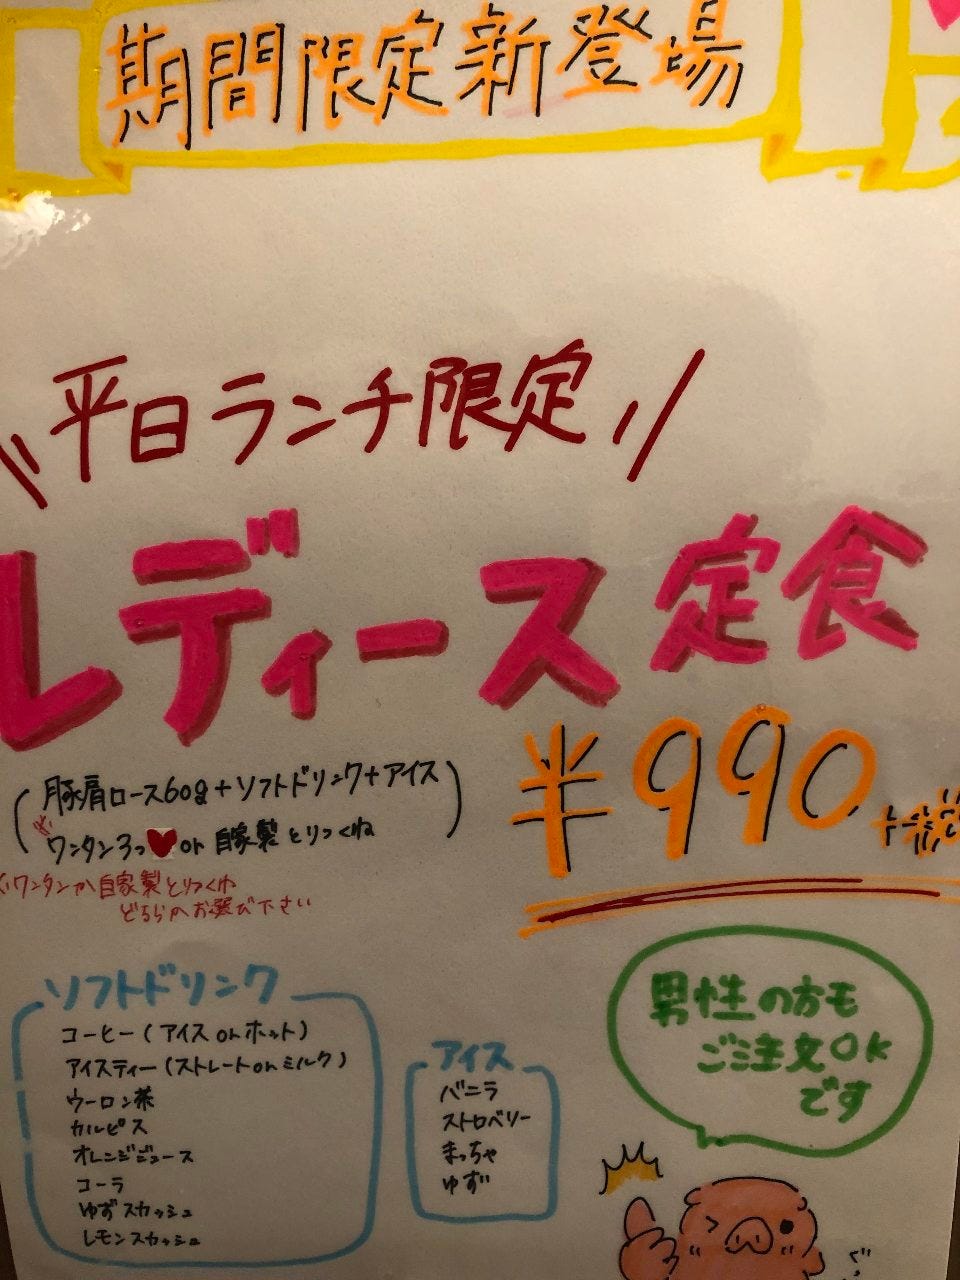 期間限定新登場
平日ランチ限定
レディース定食
¥990+税
(豚肩ロース60g+ソフトドリンク+アイス
ワンタン3つ♥or自家製とりつくね)
※ワンタンか自家製とりつくね
どちらかお選び下さい
ソフトドリンク
コーヒー(アイスorホット)
アイスティー(ストレートorミルク)
ウーロン茶
カルピス
オレンジジュース
コーラ
ゆずスカッシュ
レモンスカッシュ
アイス
バニラ
ストロベリー
まっちゃ
ゆず
男性の方も
ご注文OK
です